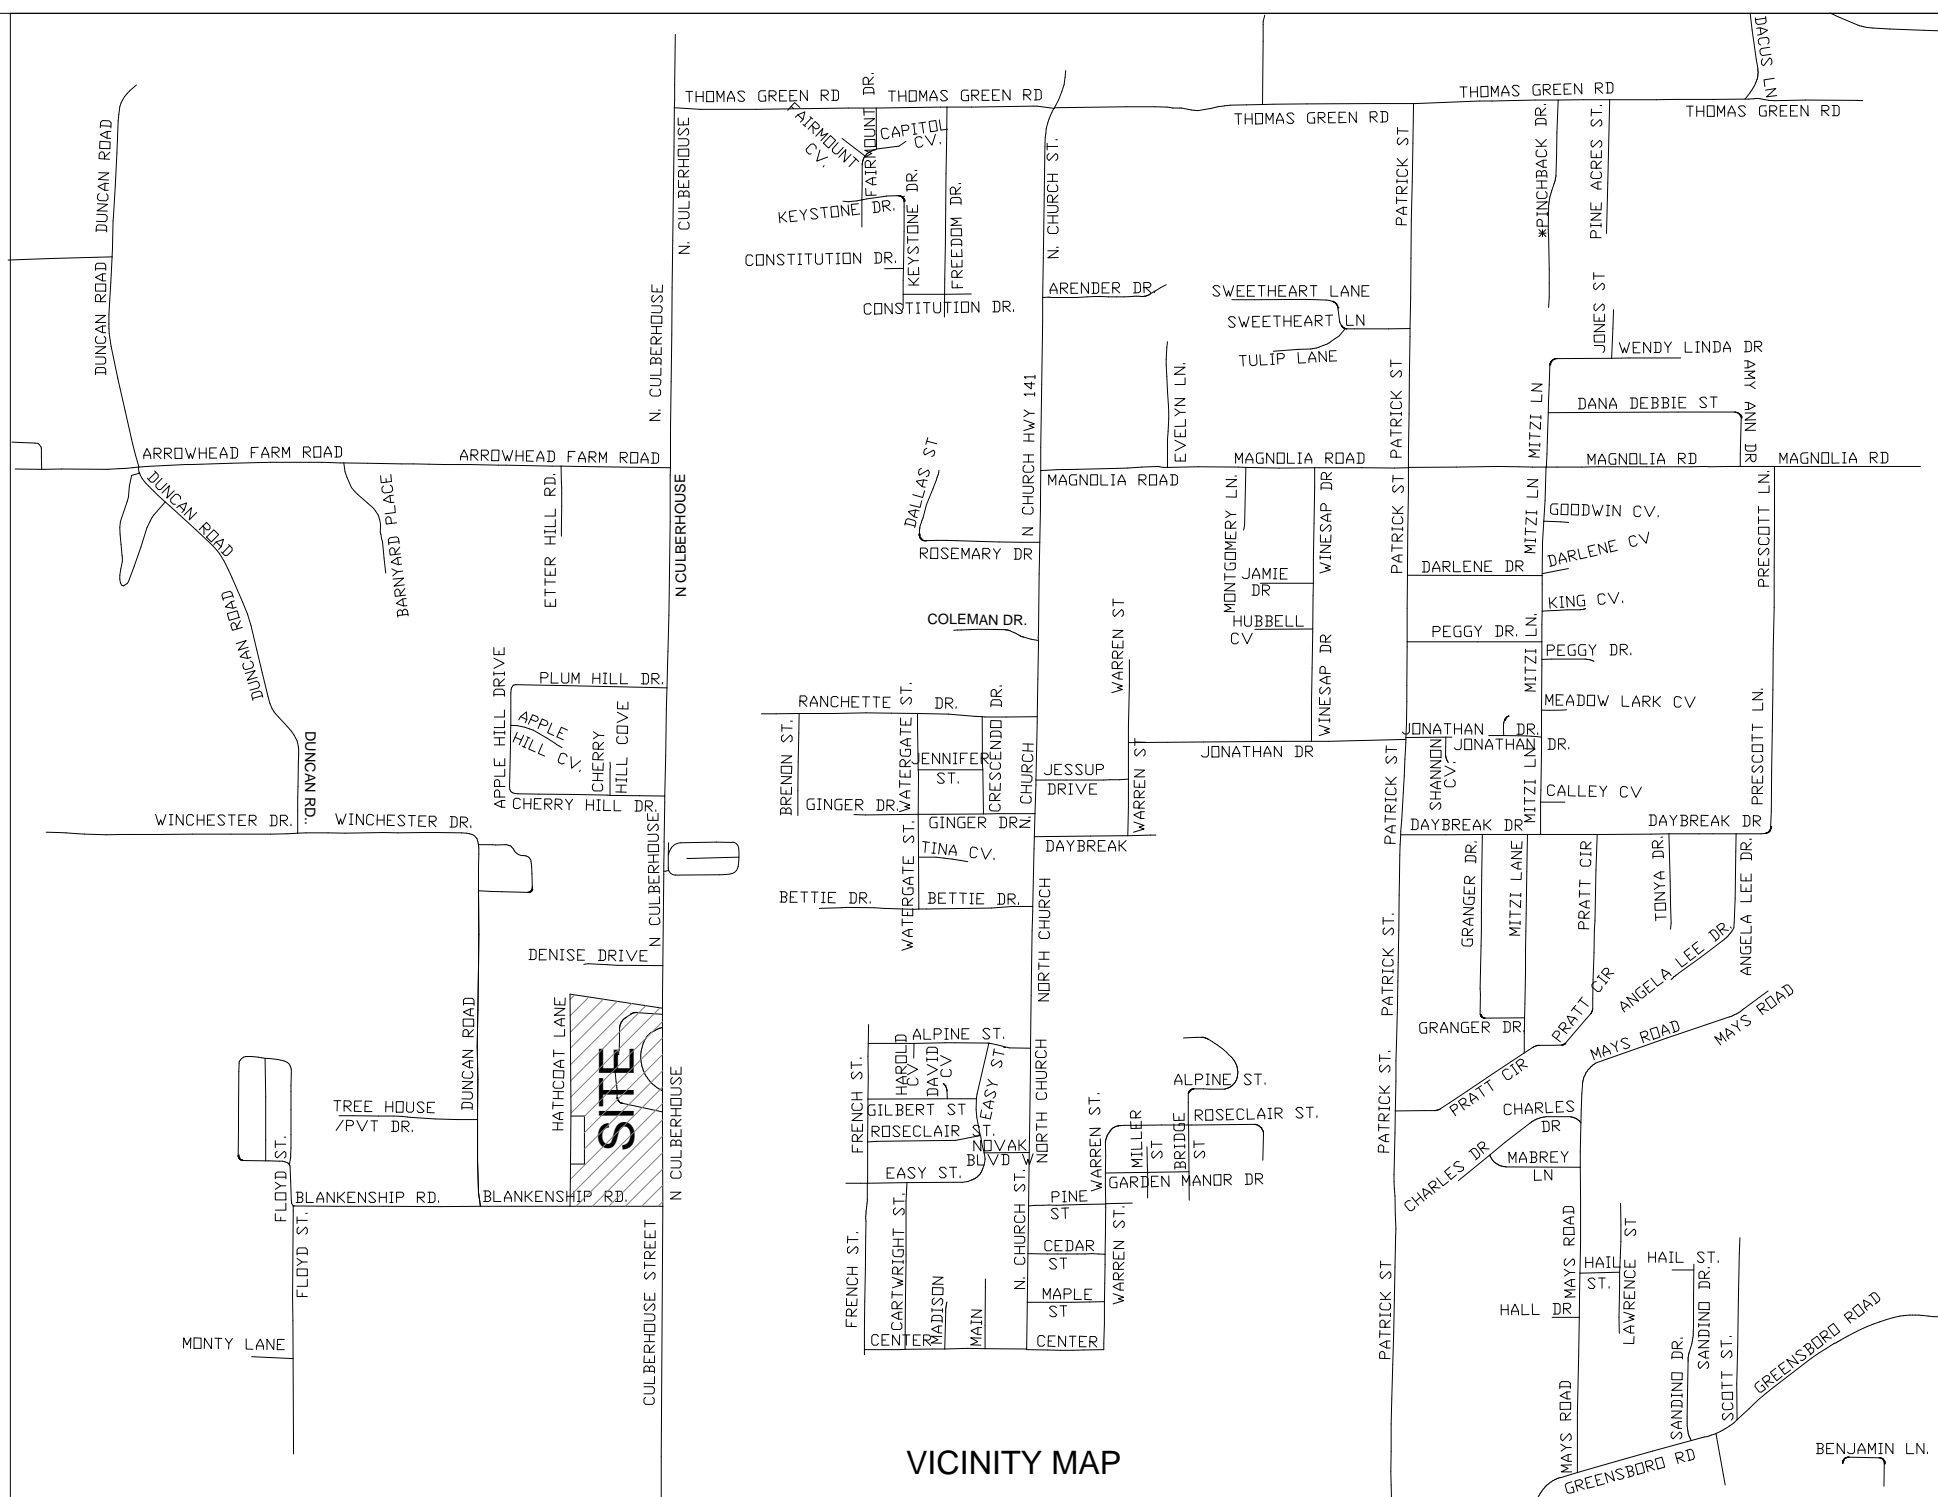 DACUS LN
THOMAS GREEN RD
THOMAS GREEN RD
THOMAS GREEN RD
THOMAS GREEN RD
THOMAS GREEN RD
DUNCAN ROAD
N. CULBERHOUSE
FAIRMOUNT
CV.
FAIRMOUNT DR.
CAPITOL
CV.
N. CHURCH ST.
PATRICK ST
*PINCHBACK DR.
PINE ACRES ST.
KEYSTONE DR.
KEYSTONE DR.
FREEDOM DR.
CONSTITUTION DR.
CONSTITUTION DR.
DUNCAN ROAD
N. CULBERHOUSE
ARENDER DR.
SWEETHEART LANE
SWEETHEART LN
TULIP LANE
JONES ST
WENDY LINDA DR
AMY ANN DR
DANA DEBBIE ST
EVELYN LN.
PATRICK ST
MITZI LN
N CHURCH HWY 141
ARROWHEAD FARM ROAD
ARROWHEAD FARM ROAD
MAGNOLIA ROAD
MAGNOLIA ROAD
MAGNOLIA RD
MAGNOLIA RD
DUNCAN ROAD
BARNYARD PLACE
ETTER HILL RD.
N CULBERHOUSE
DALLAS ST
ROSEMARY DR
MONTGOMERY LN.
WINESAP DR
PATRICK ST.
MITZI LN
GOODWIN CV.
DARLENE CV
DARLENE DR
PRESCOTT LN.
JAMIE
DR
HUBBELL
CV
KING CV.
PEGGY DR.
PEGGY DR.
MITZI LN.
MITZI LN
MEADOW LARK CV
COLEMAN DR.
WARREN ST
DUNCAN ROAD
DUNCAN RD..
APPLE HILL DRIVE
PLUM HILL DR.
APPLE
HILL CV.
CHERRY
HILL COVE
CHERRY HILL DR.
RANCHETTE
DR.
WATERGATE ST.
CRESCENDO DR.
BRENON ST.
JENNIFER
ST.
GINGER DR.
GINGER DR.
N. CHURCH
JESSUP
DRIVE
WARREN ST
WINESAP DR
JONATHAN DR
JONATHAN
DR.
JONATHAN DR.
SHANNON
CV.
PATRICK ST
MITZI LN
CALLEY CV
PRESCOTT LN.
WINCHESTER DR.
WINCHESTER DR.
N CULBERHOUSE
WATERGATE ST.
TINA CV.
DAYBREAK
DAYBREAK DR
DAYBREAK DR
BETTIE DR.
BETTIE DR.
GRANGER DR.
MITZI LANE
PRATT CIR
TONYA DR.
ANGELA LEE DR.
ANGELA LEE DR.
NORTH CHURCH
PATRICK ST.
DENISE DRIVE
HATHCOAT LANE
DUNCAN ROAD
SITE
N CULBERHOUSE
GRANGER DR.
PRATT CIR
PRATT CIR
MAYS ROAD
MAYS ROAD
ALPINE ST.
HAROLD
CV
DAVID
CV
EASY ST.
FRENCH ST.
GILBERT ST
ROSECLAIR ST.
NOVAK
BLVD W
EASY ST.
NORTH CHURCH
ALPINE ST.
ROSECLAIR ST.
WARREN ST.
MILLER
ST
BRIDGE
ST
GARDEN MANOR DR
PATRICK ST.
CHARLES
DR
CHARLES DR
MABREY
LN
TREE HOUSE
/PVT DR.
FLOYD ST.
BLANKENSHIP RD.
BLANKENSHIP RD.
FLOYD ST.
CULBERHOUSE STREET
FRENCH ST.
CARTWRIGHT ST.
MADISON
MAIN
N. CHURCH ST.
PINE
ST
CEDAR
ST
MAPLE
ST
WARREN ST.
CENTER
CENTER
PATRICK ST
MAYS ROAD
HAIL
ST.
LAWRENCE ST
HAIL ST.
HALL DR
SANDINO DR.
SANDINO DR.
SCOTT ST.
GREENSBORO ROAD
MONTY LANE
MAYS ROAD
GREENSBORO RD
BENJAMIN LN.
VICINITY MAP